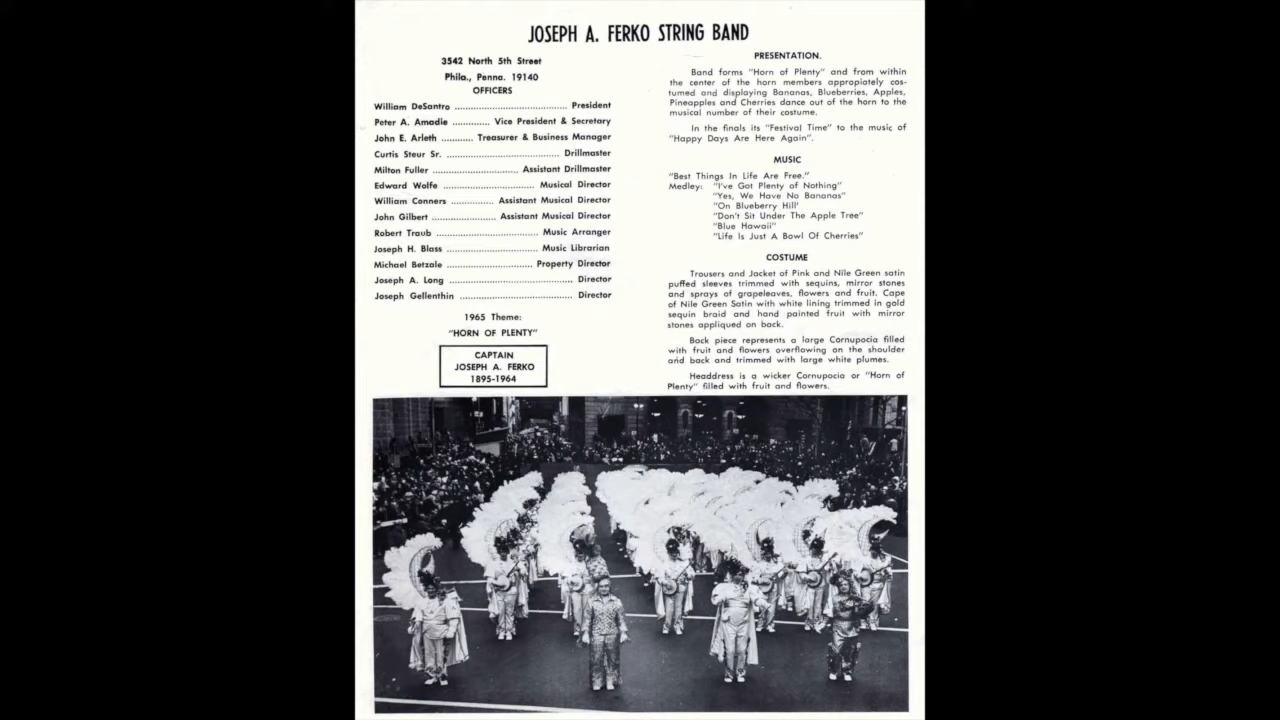 JOSEPH A. FERKO STRING BAND
3542 North 5th Street
Phila., Penna. 19140
OFFICERS
William DeSantro .................................... President
Peter A. Amadie ............ Vice President & Secretary
John E. Arleth .......... Treasurer & Business Manager
Curtis Steur Sr. .................................... Drillmaster
Milton Fuller .............................. Assistant Drillmaster
Edward Wolfe ............................. Musical Director
William Conners .............. Assistant Musical Director
John Gilbert .................... Assistant Musical Director
Robert Traub .................................. Music Arranger
Joseph H. Blass .............................. Music Librarian
Michael Betzale ........................... Property Director
Joseph A. Long ....................................... Director
Joseph Gellenthin .................................... Director
1965 Theme:
"HORN OF PLENTY"
CAPTAIN
JOSEPH A. FERKO
1895-1964
PRESENTATION.
Band forms "Horn of Plenty" and from within
the center of the horn members appropiately cos-
tumed and displaying Bananas, Blueberries, Apples,
Pineapples and Cherries dance out of the horn to the
musical number of their costume.
In the finals its "Festival Time" to the music of
"Happy Days Are Here Again".
MUSIC
"Best Things In Life Are Free."
Medley: "I've Got Plenty of Nothing"
"Yes, We Have No Bananas"
"On Blueberry Hill'
"Don't Sit Under The Apple Tree"
"Blue Hawaii"
"Life Is Just A Bowl Of Cherries"
COSTUME
Trousers and Jacket of Pink and Nile Green satin
puffed sleeves trimmed with sequins, mirror stones
and sprays of grapeleaves, flowers and fruit. Cape
of Nile Green Satin with white lining trimmed in gold
sequin braid and hand painted fruit with mirror
stones appliqued on back.
Back piece represents a large Cornupocia filled
with fruit and flowers overflowing on the shoulder
and back and trimmed with large white plumes.
Headdress is a wicker Cornupocia or "Horn of
Plenty" filled with fruit and flowers.